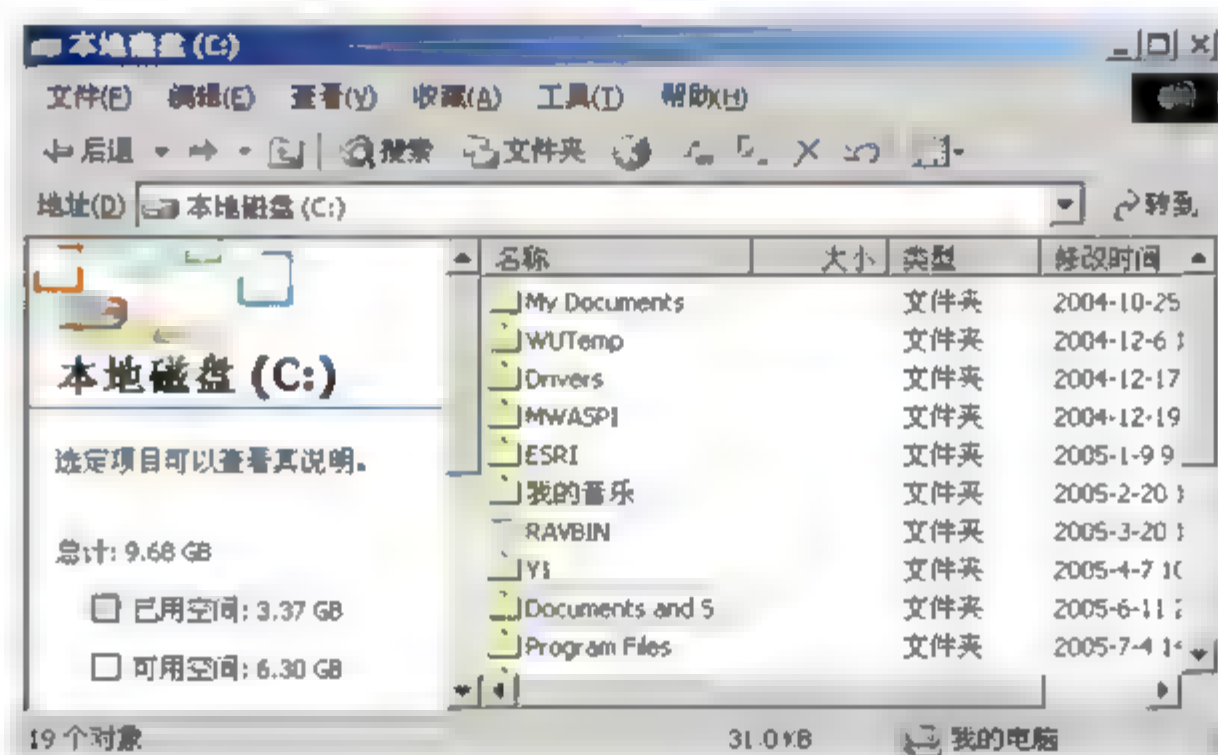 本地磁盘 (C:)
文件(F) 编辑(E) 查看(V) 收藏(A) 工具(T) 帮助(H)
后退 搜索 文件夹
地址(D) 本地磁盘 (C:) 转到
名称 大小 类型 修改时间
My Documents 文件夹 2004-10-25
WUTemp 文件夹 2004-12-6
Drivers 文件夹 2004-12-17
MWASPI 文件夹 2004-12-19
ESRI 文件夹 2005-1-9 9
我的音乐 文件夹 2005-2-20
RAVBIN 文件夹 2005-3-20
文件夹 2005-4-7
Documents and S 文件夹 2005-6-11
Program Files 文件夹 2005-7-4
本地磁盘 (C:)
选定项目可以查看其说明。
总计: 9.68 GB
已用空间: 3.37 GB
可用空间: 6.30 GB
19 个对象 31.0 KB 我的电脑